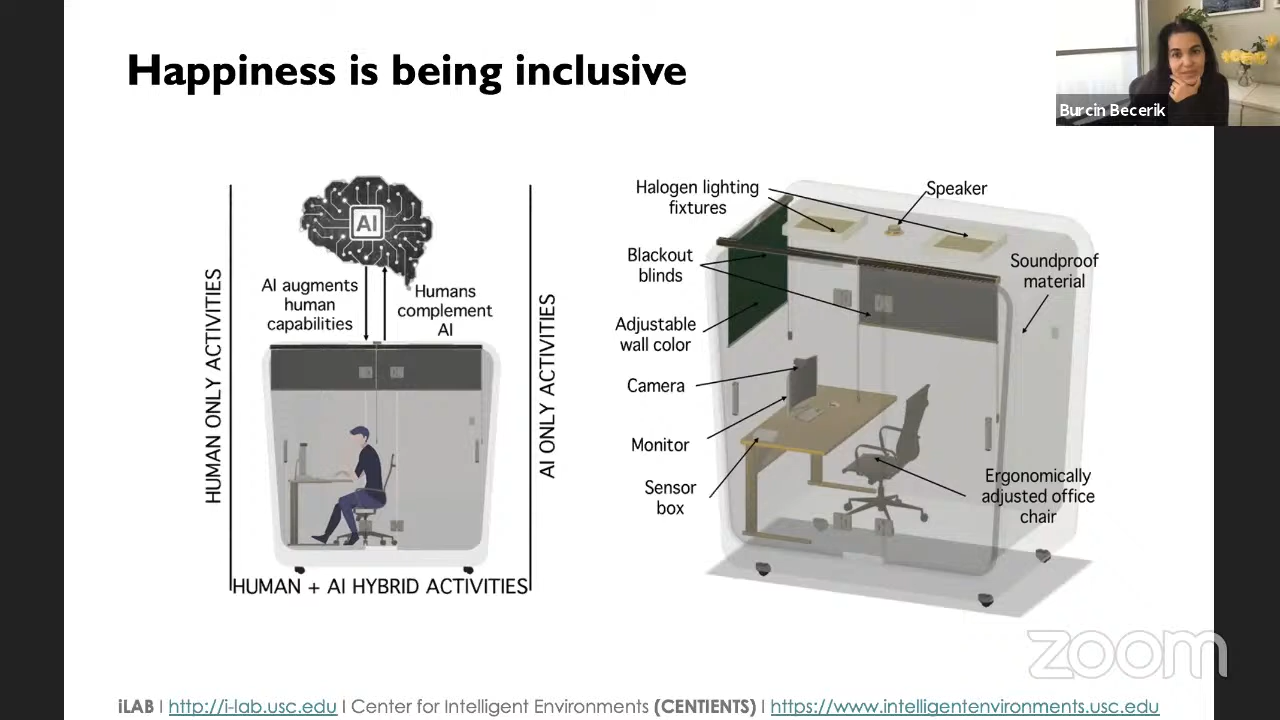 Happiness is being inclusive
Burcin Becerik
AI
AI augments
human
capabilities
Humans
complement
AI
HUMAN ONLY ACTIVITIES
AI ONLY ACTIVITIES
HUMAN + AI HYBRID ACTIVITIES
Halogen lighting
fixtures
Speaker
Blackout
blinds
Soundproof
material
Adjustable
wall color
Camera
Monitor
Sensor
box
Ergonomically
adjusted office
chair
zoom
iLAB I http://i-lab.usc.edu I Center for Intelligent Environments (CENTIENTS) I https://www.intelligentenvironments.usc.edu